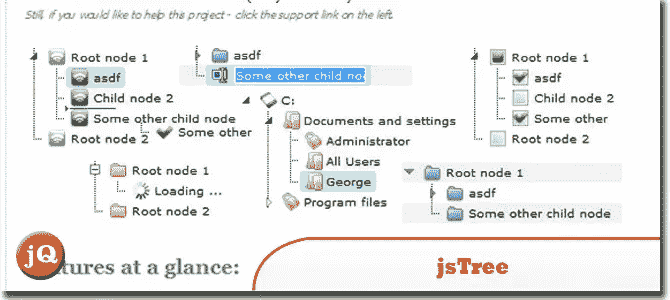 Still, if you would like to help this project - click the support link on the left.
Root node 1
asdf
Child node 2
Some other child node
Some other
Root node 2
asdf
Some other child no
C:
Documents and settings
Administrator
All Users
George
Program files
Root node 1
asdf
Child node 2
Some other
Root node 2
Root node 1
Loading ...
Root node 2
Root node 1
asdf
Some other child node
jQ
tures at a glance:
jsTree